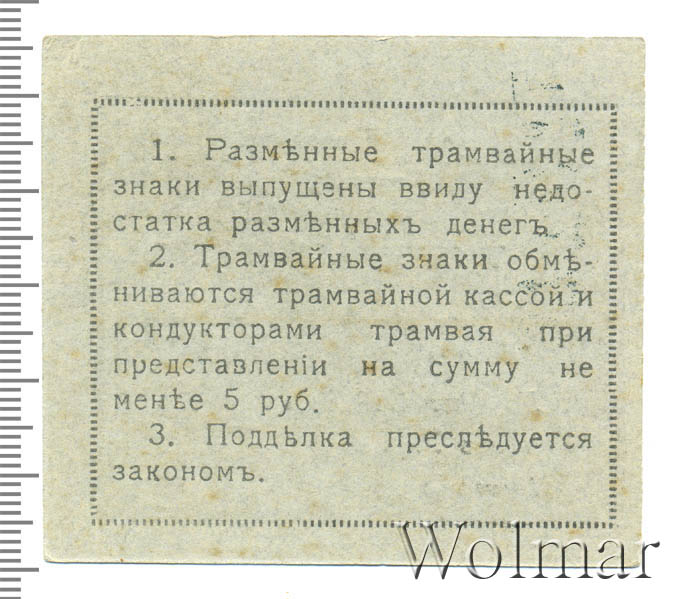 1. Размѣнные трамвайные
знаки выпущены ввиду недо-
статка размѣнныхъ денегъ.
2. Трамвайные знаки обмѣ-
ниваются трамвайной кассой и
кондукторами трамвая при
представленіи на сумму не
менѣе 5 руб.
3. Поддѣлка преслѣдуется
закономъ.
Wolmar